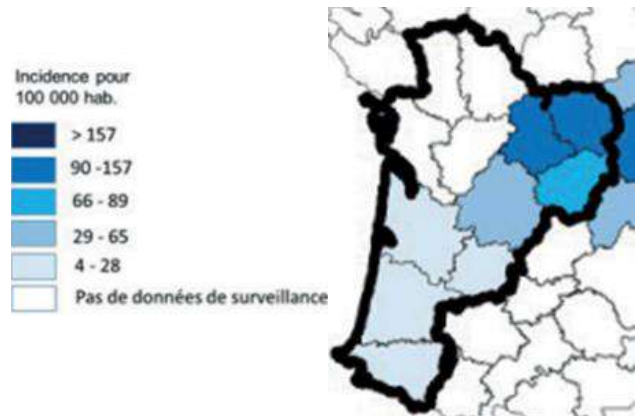 Incidence pour
100 000 hab.
> 157
90 -157
66 - 89
29 - 65
4 - 28
Pas de données de surveillance